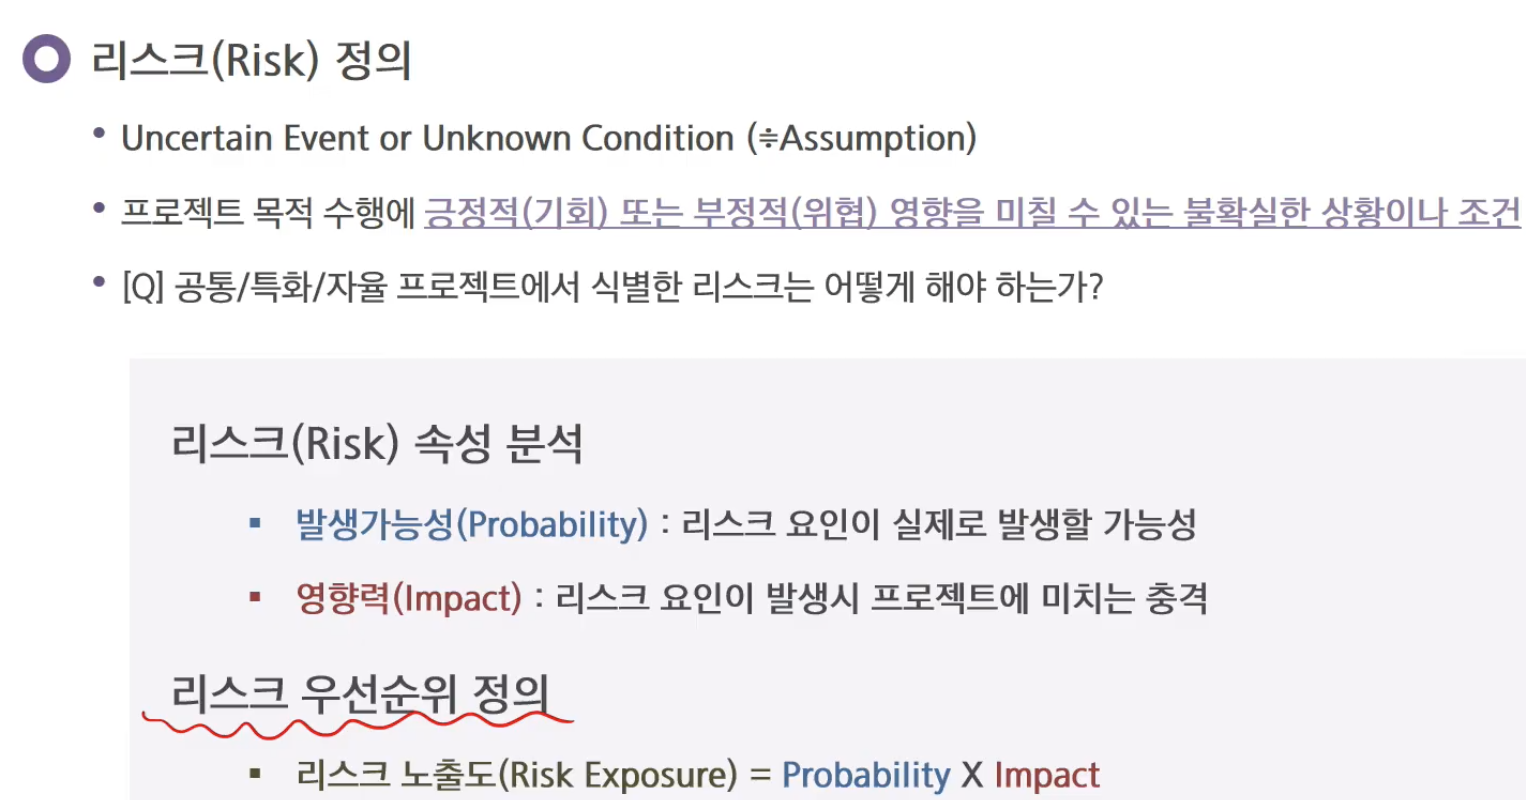 리스크(Risk) 정의
• Uncertain Event or Unknown Condition (≑Assumption)
• 프로젝트 목적 수행에 긍정적(기회) 또는 부정적(위협) 영향을 미칠 수 있는 불확실한 상황이나 조건
• [Q] 공통/특화/자율 프로젝트에서 식별한 리스크는 어떻게 해야 하는가?
리스크(Risk) 속성 분석
▪ 발생가능성(Probability) : 리스크 요인이 실제로 발생할 가능성
▪ 영향력(Impact) : 리스크 요인이 발생시 프로젝트에 미치는 충격
리스크 우선순위 정의
▪ 리스크 노출도(Risk Exposure) = Probability X Impact